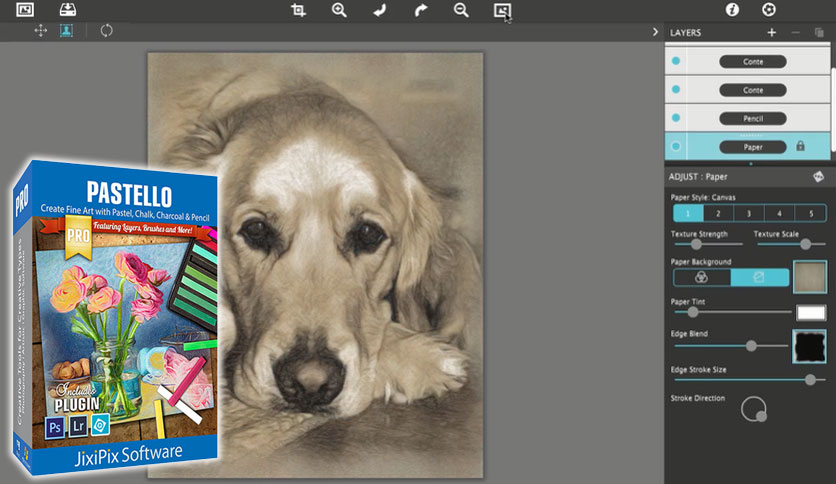 LAYERS
Conte
Conte
Pencil
Paper
ADJUST : Paper
Paper Style: Canvas
1 2 3 4 5
Texture Strength Texture Scale
Paper Background
Paper Tint
Edge Blend
Edge Stroke Size
Stroke Direction
PRO
PASTELLO
Create Fine Art with Pastel, Chalk, Charcoal & Pencil
Featuring Layers, Brushes and More!
PRO
Creative Tools for Creative Types
Includes
PLUGIN
Ps Lr
JixiPix Software